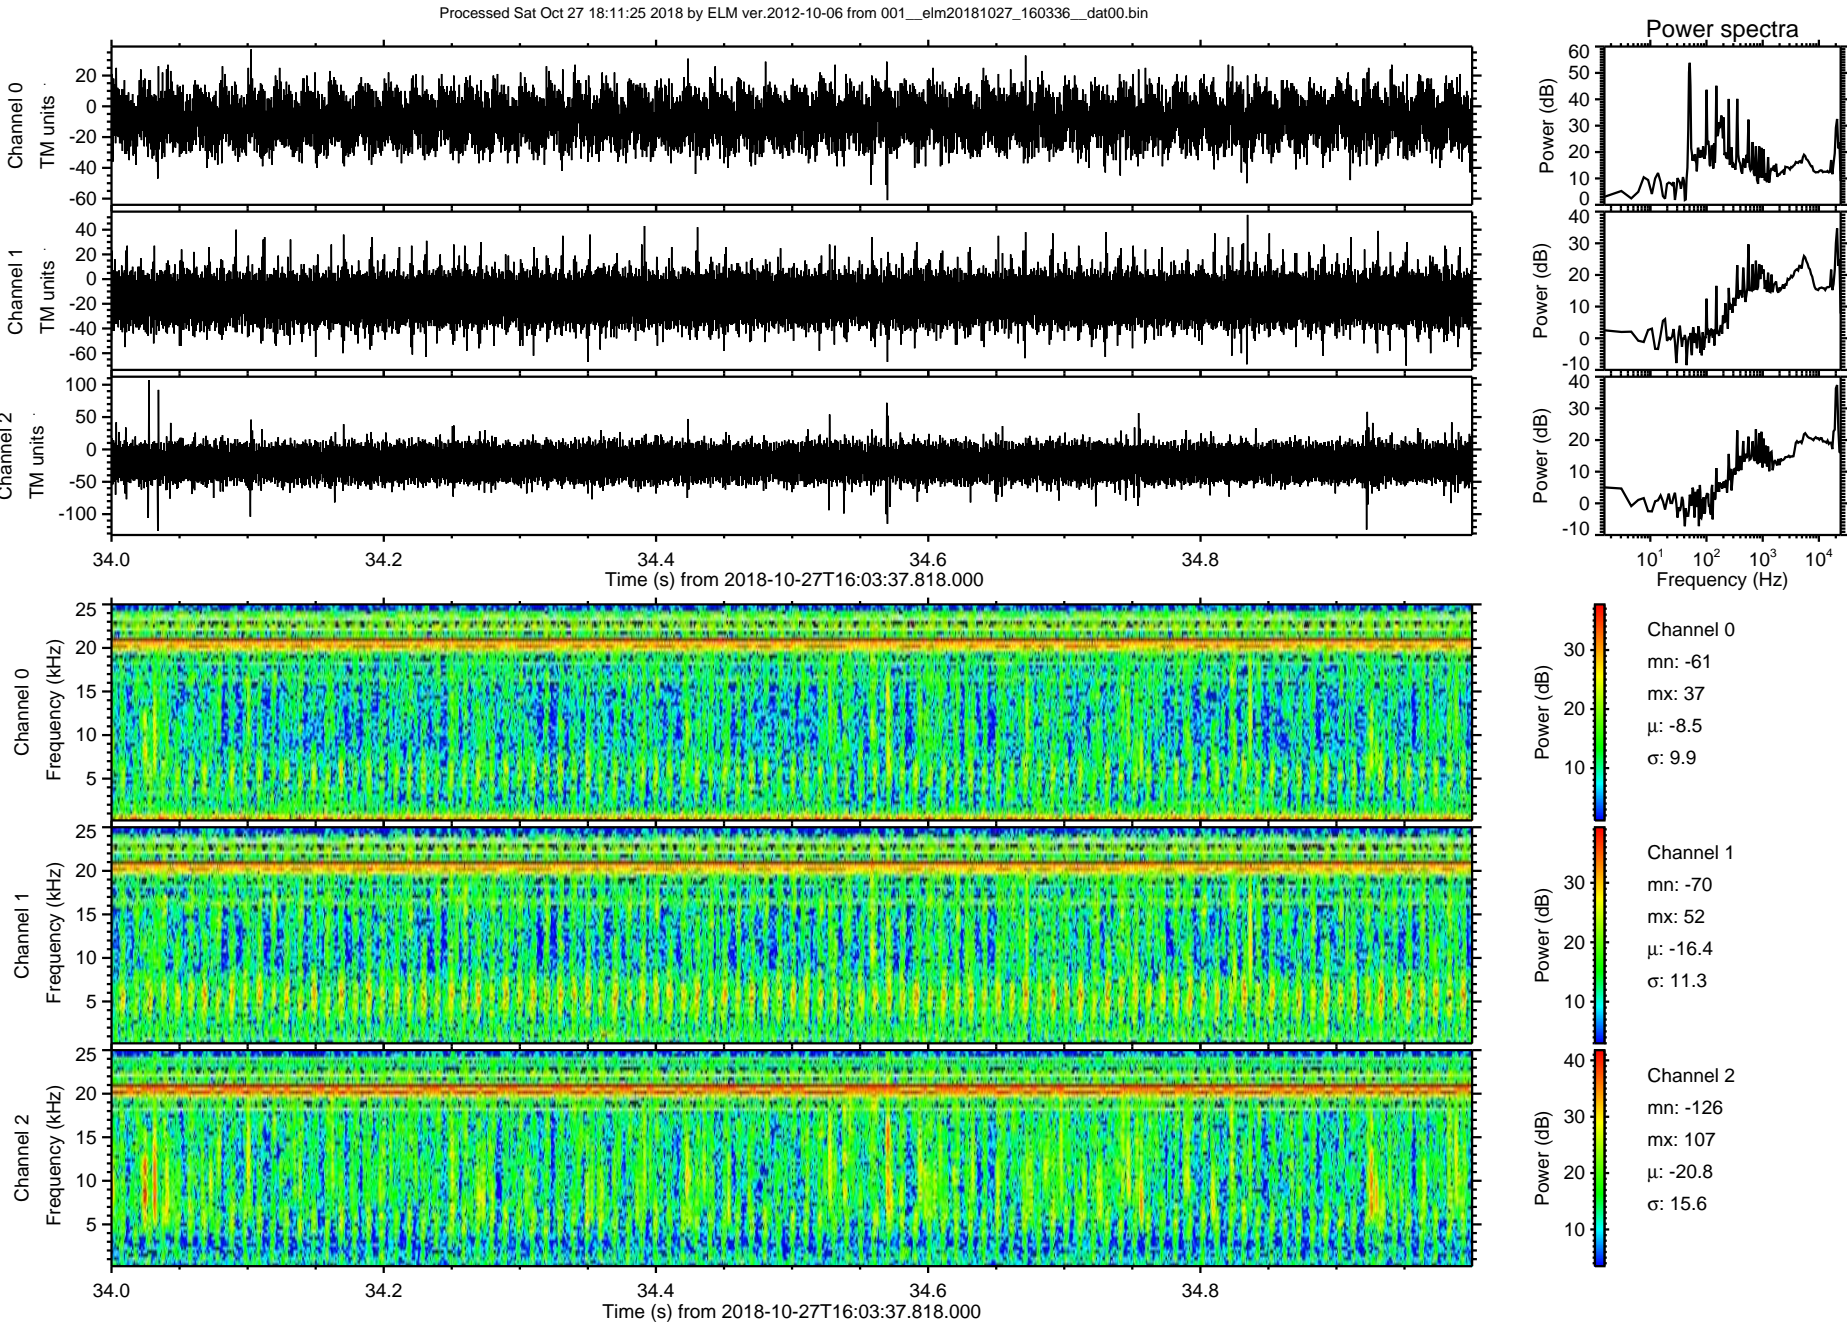 Processed Sat Oct 27 18:11:25 2018 by ELM ver.2012-10-06 from 001__elm20181027_160336__dat00.bin
Power spectra
Channel 0
TM units
20
0
-20
-40
-60
Power (dB)
60
50
40
30
20
10
0
Channel 1
TM units
40
20
0
-20
-40
-60
Power (dB)
40
30
20
10
0
-10
Channel 2
TM units
100
50
0
-50
-100
Power (dB)
40
30
20
10
0
-10
34.0 34.2 34.4 34.6 34.8
Time (s) from 2018-10-27T16:03:37.818.000
10¹ 10² 10³ 10⁴
Frequency (Hz)
Channel 0
Frequency (kHz)
25
20
15
10
5
Power (dB)
30
20
10
Channel 0
mn: -61
mx: 37
μ: -8.5
σ: 9.9
Channel 1
Frequency (kHz)
25
20
15
10
5
Power (dB)
30
20
10
Channel 1
mn: -70
mx: 52
μ: -16.4
σ: 11.3
Channel 2
Frequency (kHz)
25
20
15
10
5
Power (dB)
40
30
20
10
Channel 2
mn: -126
mx: 107
μ: -20.8
σ: 15.6
34.0 34.2 34.4 34.6 34.8
Time (s) from 2018-10-27T16:03:37.818.000